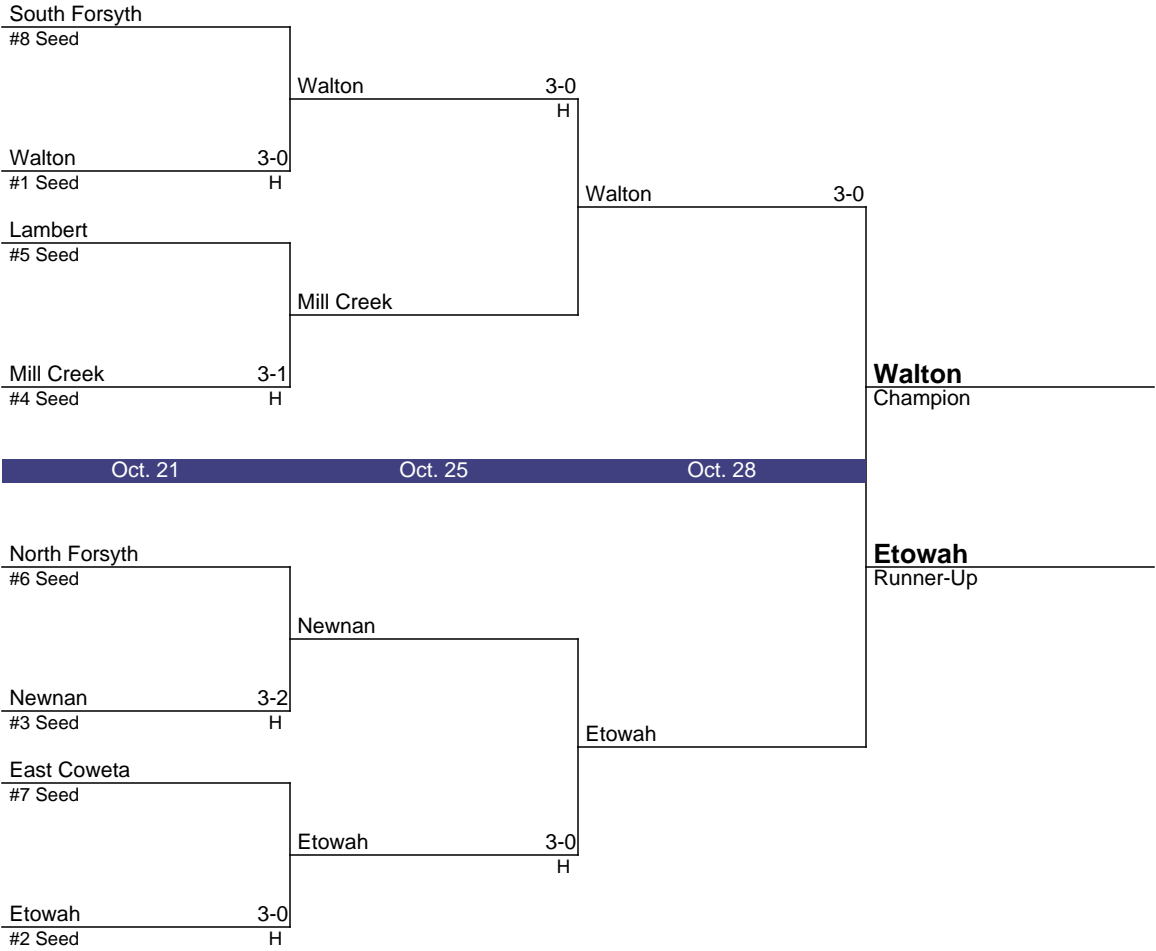 South Forsyth
#8 Seed
Walton 3-0
H
Walton 3-0
#1 Seed H
Walton 3-0
Lambert
#5 Seed
Mill Creek
Mill Creek 3-1
#4 Seed H
Walton
Champion
Oct. 21 Oct. 25 Oct. 28
North Forsyth
#6 Seed
Etowah
Runner-Up
Newnan
Newnan 3-2
#3 Seed H
Etowah
East Coweta
#7 Seed
Etowah 3-0
H
Etowah 3-0
#2 Seed H